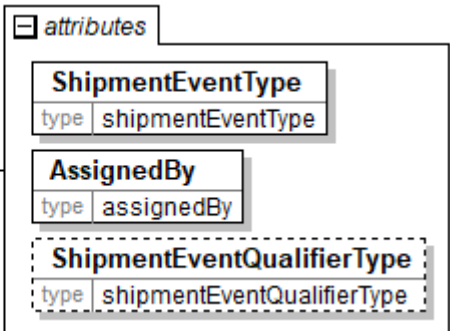 attributes
ShipmentEventType
type shipmentEventType
AssignedBy
type assignedBy
ShipmentEventQualifierType
type shipmentEventQualifierType